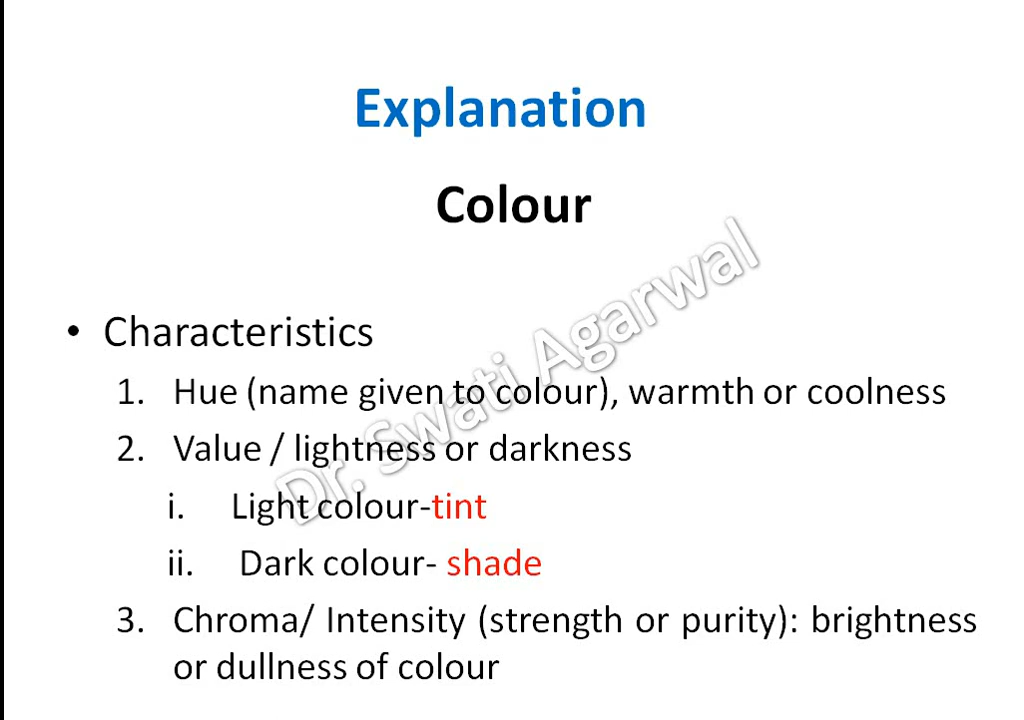 Explanation
Colour
• Characteristics
1. Hue (name given to colour), warmth or coolness
2. Value / lightness or darkness
i. Light colour-tint
ii. Dark colour- shade
3. Chroma/ Intensity (strength or purity): brightness
or dullness of colour
Dr. Swati Agarwal